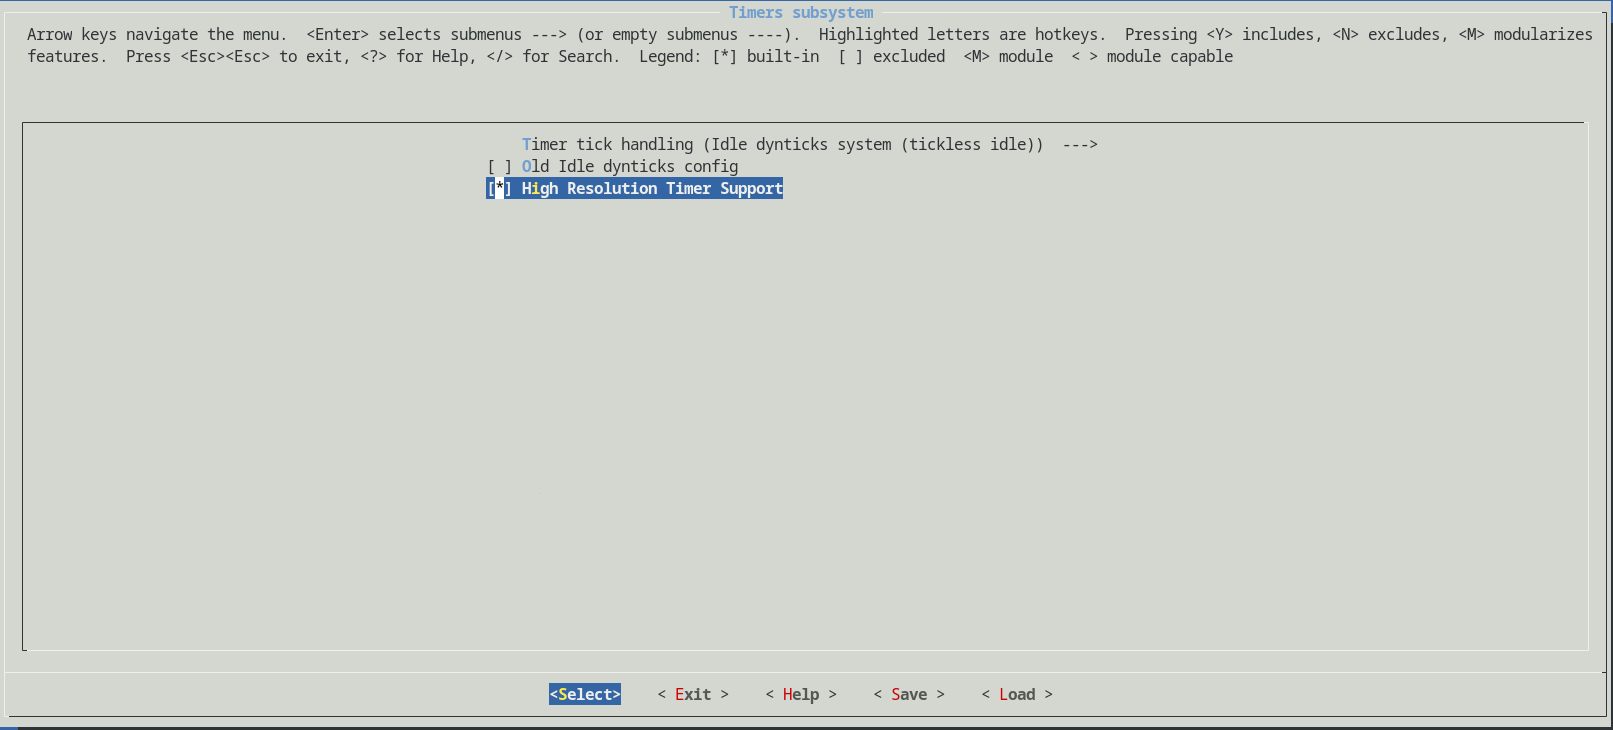 Timers subsystem
Arrow keys navigate the menu.  <Enter> selects submenus ---> (or empty submenus ----).  Highlighted letters are hotkeys.  Pressing <Y> includes, <N> excludes, <M> modularizes
features.  Press <Esc><Esc> to exit, <?> for Help, </> for Search.  Legend: [*] built-in  [ ] excluded  <M> module  < > module capable
Timer tick handling (Idle dynticks system (tickless idle))  --->
[ ] Old Idle dynticks config
[*] High Resolution Timer Support
<Select>    < Exit >    < Help >    < Save >    < Load >